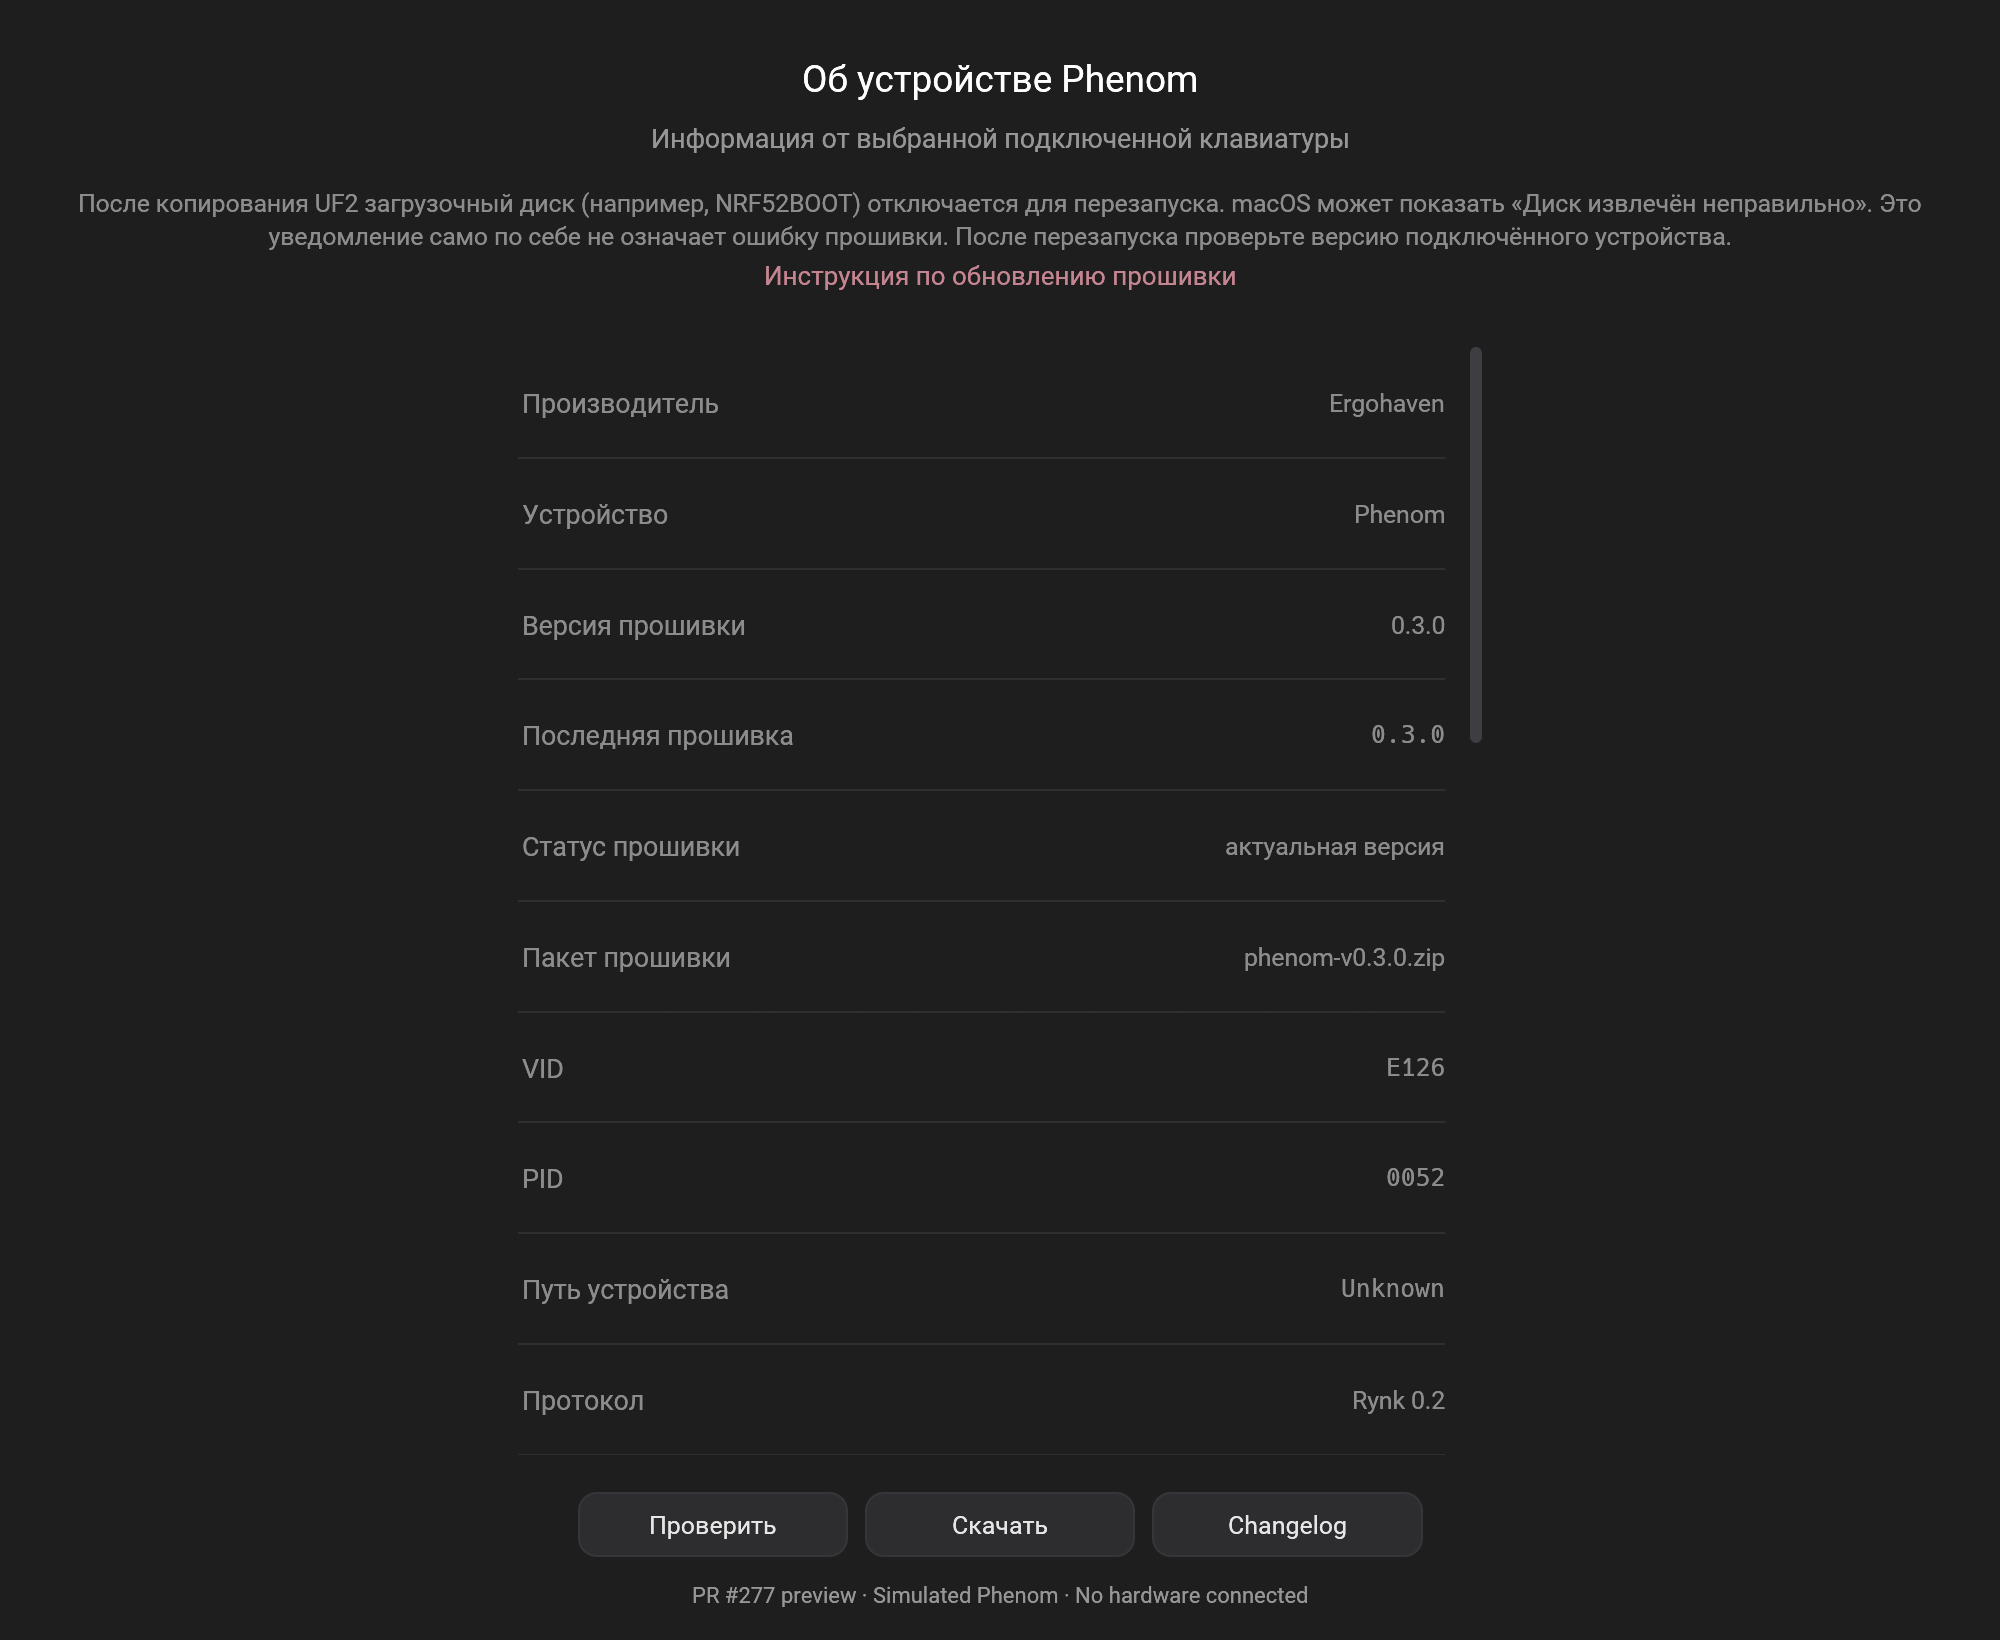 Об устройстве Phenom
Информация от выбранной подключенной клавиатуры
После копирования UF2 загрузочный диск (например, NRF52BOOT) отключается для перезапуска. macOS может показать «Диск извлечён неправильно». Это
уведомление само по себе не означает ошибку прошивки. После перезапуска проверьте версию подключённого устройства.
Инструкция по обновлению прошивки
Производитель Ergohaven
Устройство Phenom
Версия прошивки 0.3.0
Последняя прошивка 0.3.0
Статус прошивки актуальная версия
Пакет прошивки phenom-v0.3.0.zip
VID E126
PID 0052
Путь устройства Unknown
Протокол Rynk 0.2
Проверить Скачать Changelog
PR #277 preview · Simulated Phenom · No hardware connected